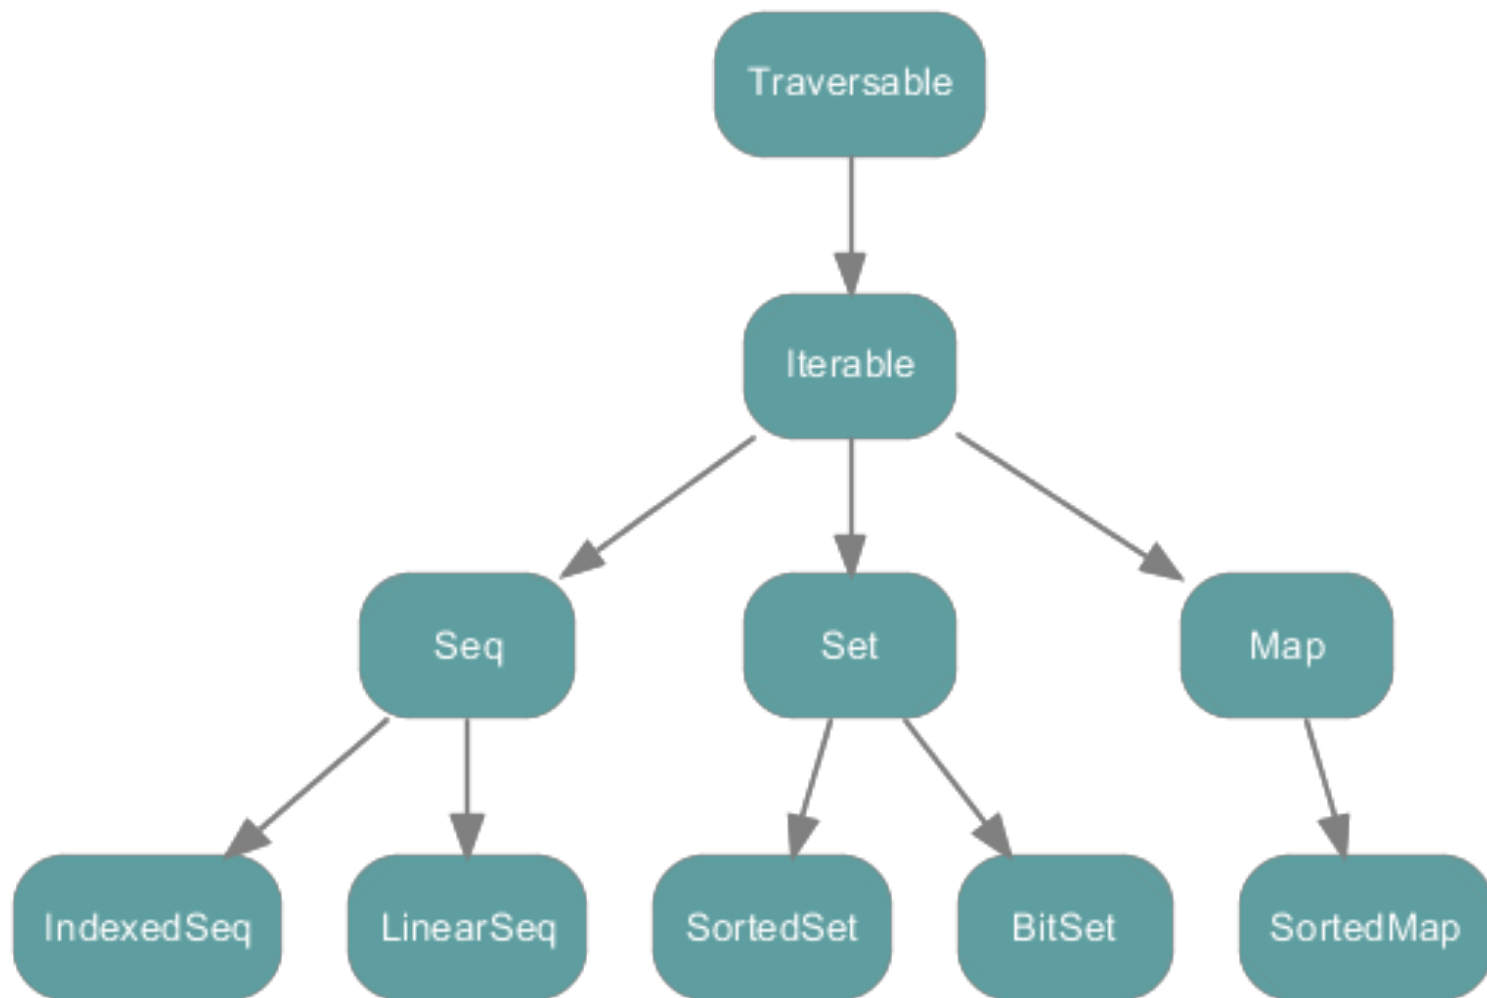 Traversable
Iterable
Seq
Set
Map
IndexedSeq
LinearSeq
SortedSet
BitSet
SortedMap